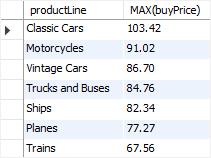 productLine MAX(buyPrice)
Classic Cars 103.42
Motorcycles 91.02
Vintage Cars 86.70
Trucks and Buses 84.76
Ships 82.34
Planes 77.27
Trains 67.56